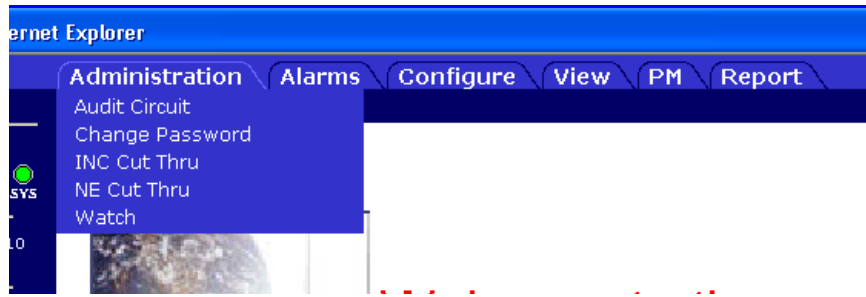 ernet Explorer
Administration Alarms Configure View PM Report
Audit Circuit
Change Password
INC Cut Thru
SYS
NE Cut Thru
Watch
10